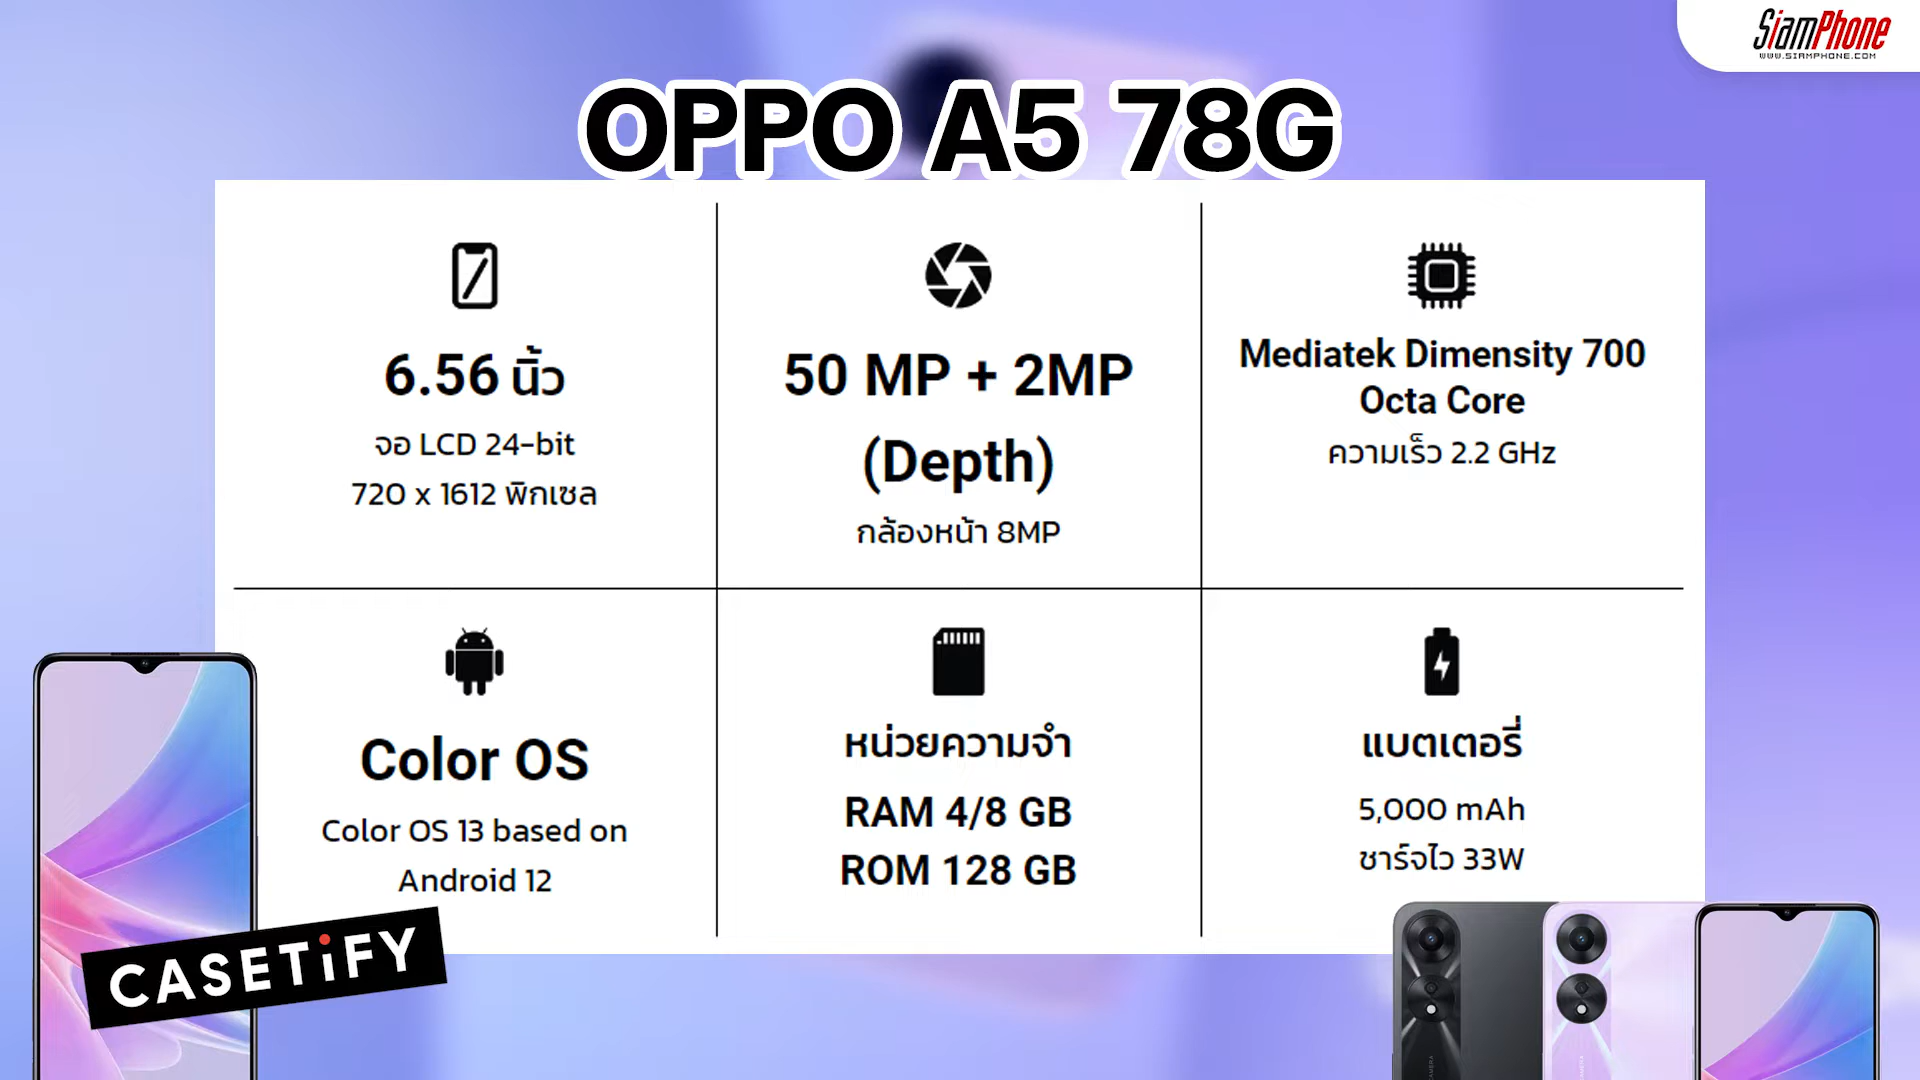 SiamPhone
WWW.SIAMPHONE.COM
OPPO A5 78G
6.56 นิ้ว
จอ LCD 24-bit
720 x 1612 พิกเซล
50 MP + 2MP
(Depth)
กล้องหน้า 8MP
Mediatek Dimensity 700
Octa Core
ความเร็ว 2.2 GHz
Color OS
Color OS 13 based on
Android 12
หน่วยความจำ
RAM 4/8 GB
ROM 128 GB
แบตเตอรี่
5,000 mAh
ชาร์จไว 33W
CASETiFY